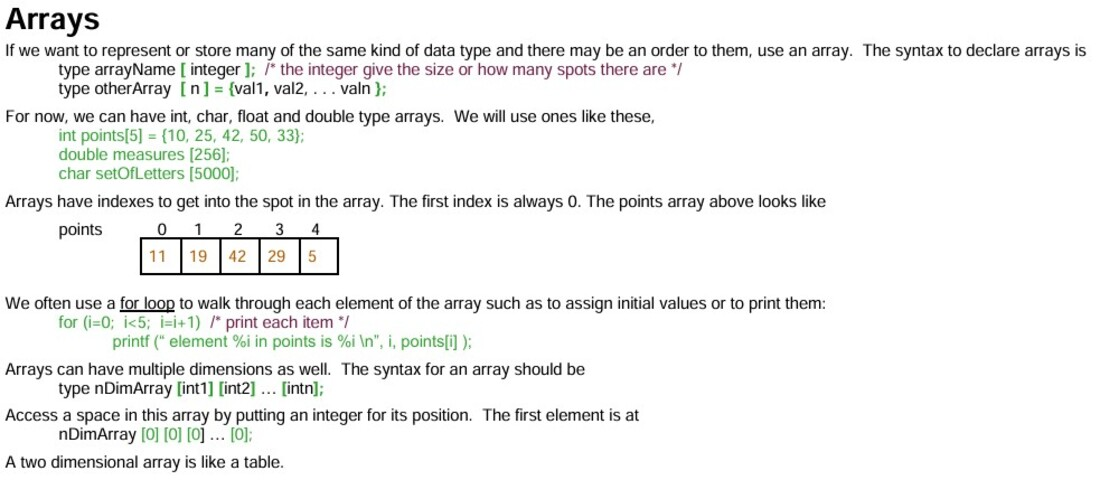 Arrays
If we want to represent or store many of the same kind of data type and there may be an order to them, use an array. The syntax to declare arrays is
type arrayName [ integer ]; /* the integer give the size or how many spots there are */
type otherArray [ n ] = {val1, val2, . . . valn };
For now, we can have int, char, float and double type arrays. We will use ones like these,
int points[5] = {10, 25, 42, 50, 33};
double measures [256];
char setOfLetters [5000];
Arrays have indexes to get into the spot in the array. The first index is always 0. The points array above looks like
points 0 1 2 3 4
11 19 42 29 5
We often use a for loop to walk through each element of the array such as to assign initial values or to print them:
for (i=0; i<5; i=i+1) /* print each item */
printf (“ element %i in points is %i \n”, i, points[i] );
Arrays can have multiple dimensions as well. The syntax for an array should be
type nDimArray [int1] [int2] … [intn];
Access a space in this array by putting an integer for its position. The first element is at
nDimArray [0] [0] [0] … [0];
A two dimensional array is like a table.